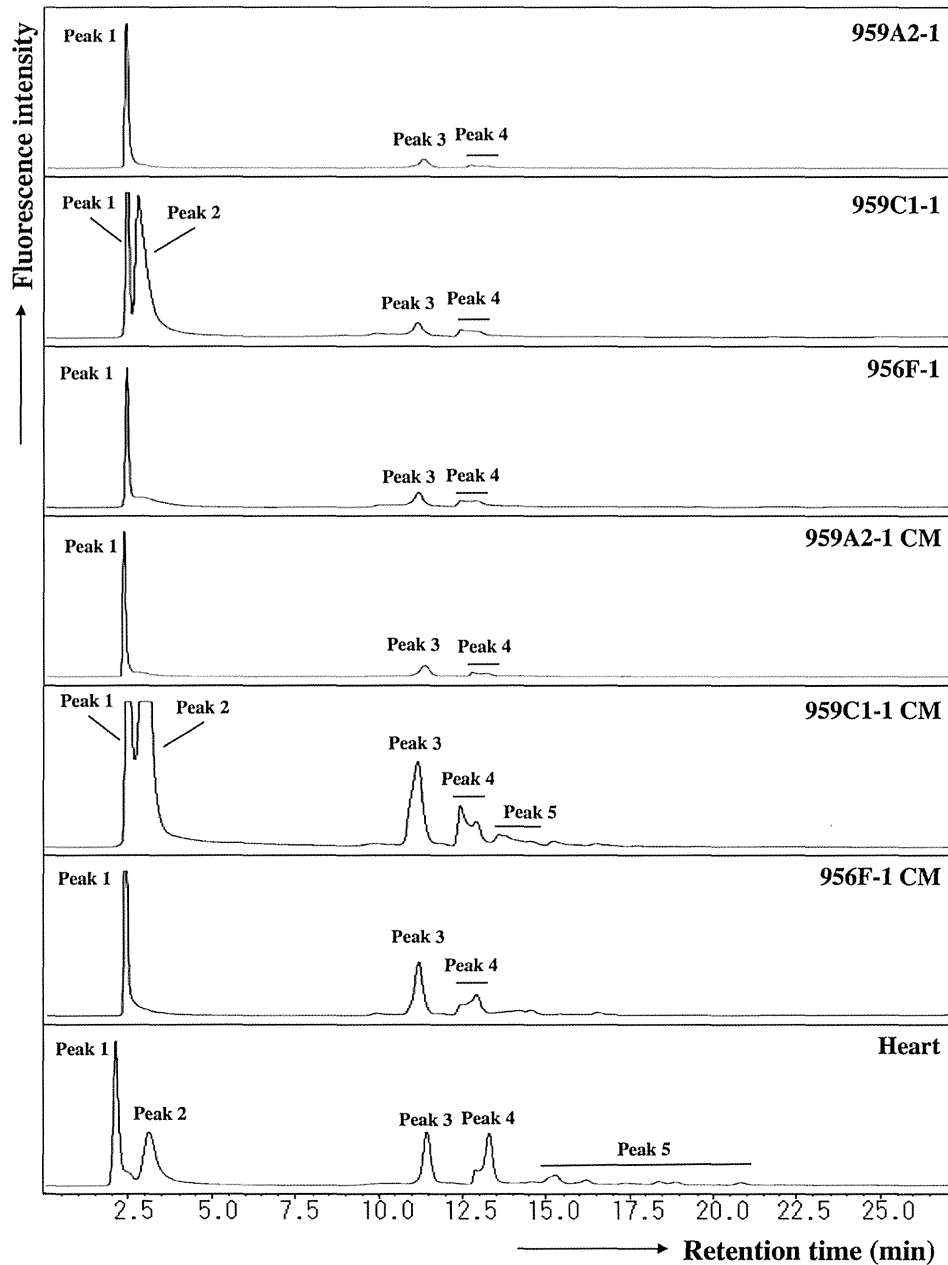 Fluorescence intensity
959A2-1
Peak 1
Peak 3
Peak 4
959C1-1
Peak 1
Peak 2
Peak 3
Peak 4
956F-1
Peak 1
Peak 3
Peak 4
959A2-1 CM
Peak 1
Peak 3
Peak 4
959C1-1 CM
Peak 1
Peak 2
Peak 3
Peak 4
Peak 5
956F-1 CM
Peak 1
Peak 3
Peak 4
Heart
Peak 1
Peak 2
Peak 3
Peak 4
Peak 5
2.5 5.0 7.5 10.0 12.5 15.0 17.5 20.0 22.5 25.0
Retention time (min)